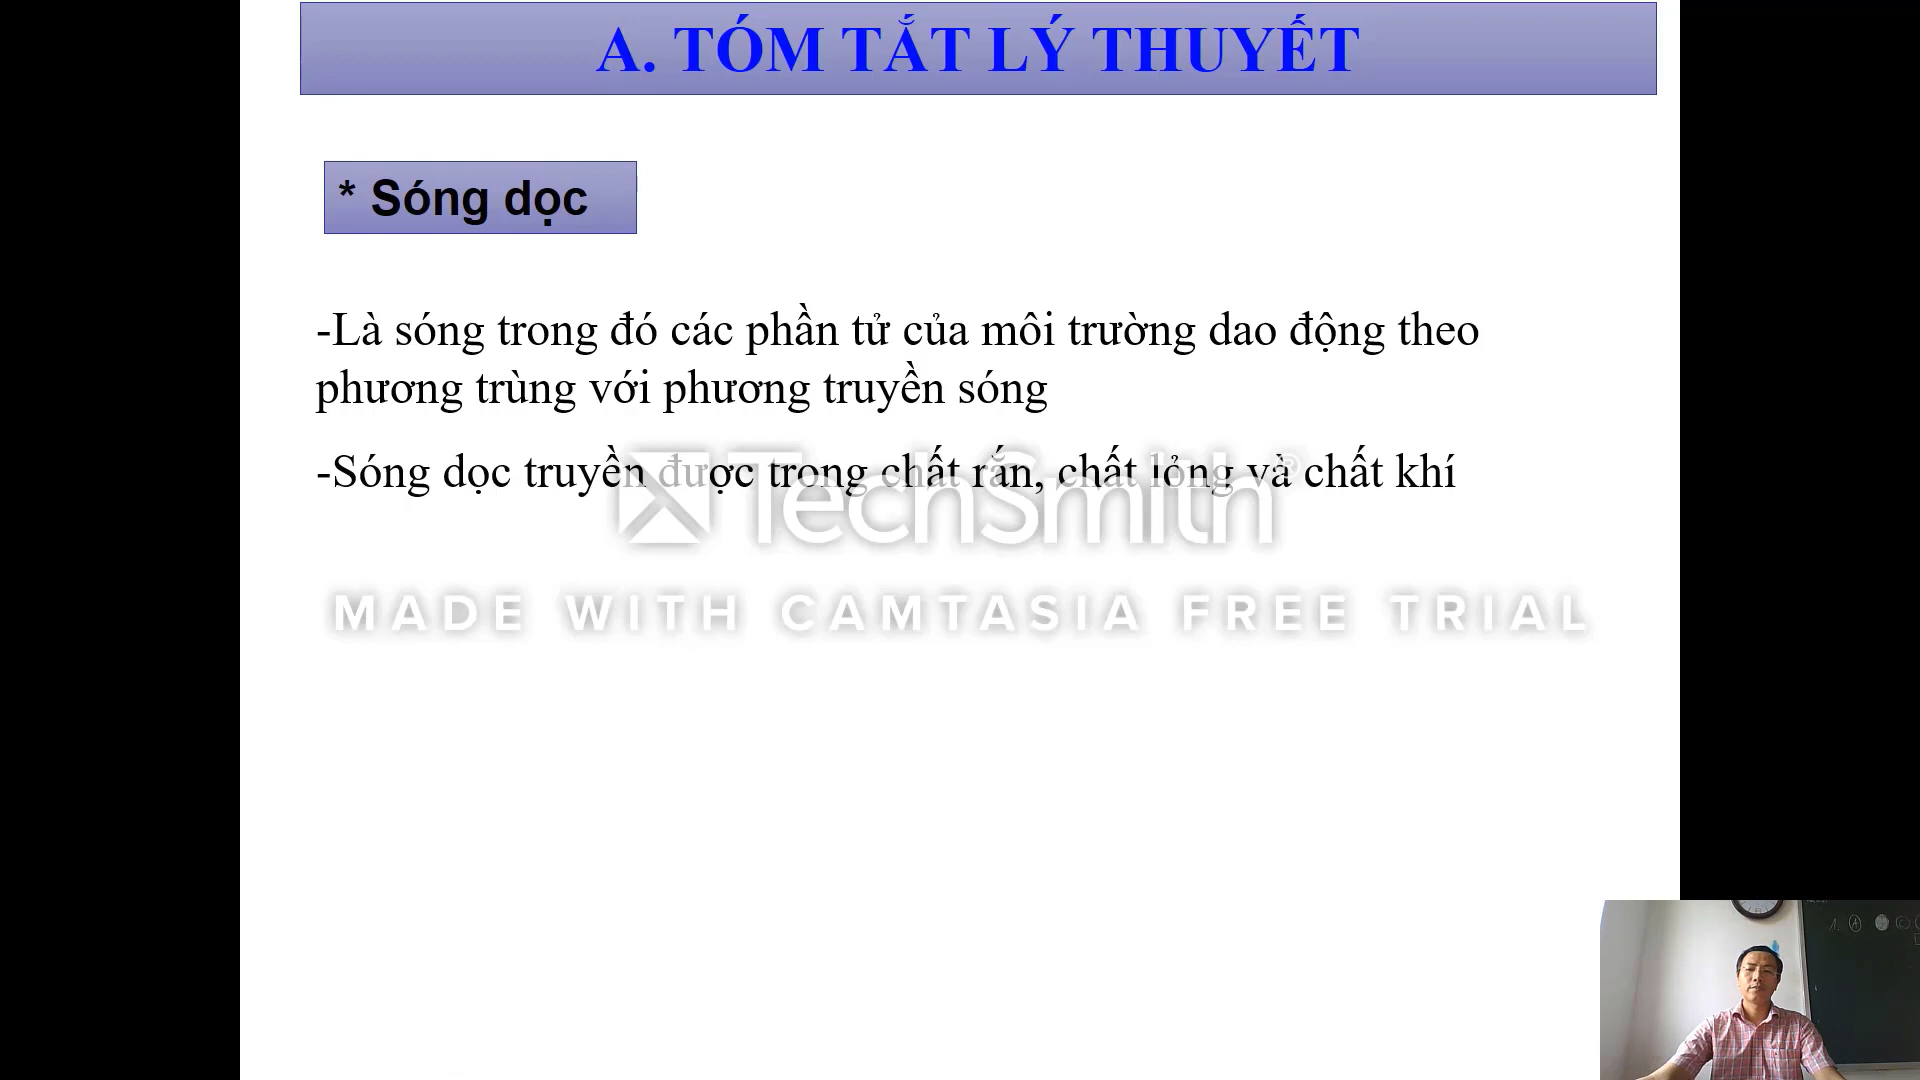 A. TÓM TẮT LÝ THUYẾT
* Sóng dọc
-Là sóng trong đó các phần tử của môi trường dao động theo
phương trùng với phương truyền sóng
-Sóng dọc truyền được trong chất rắn, chất lỏng và chất khí
TechSmith®
MADE WITH CAMTASIA FREE TRIAL
1. A C